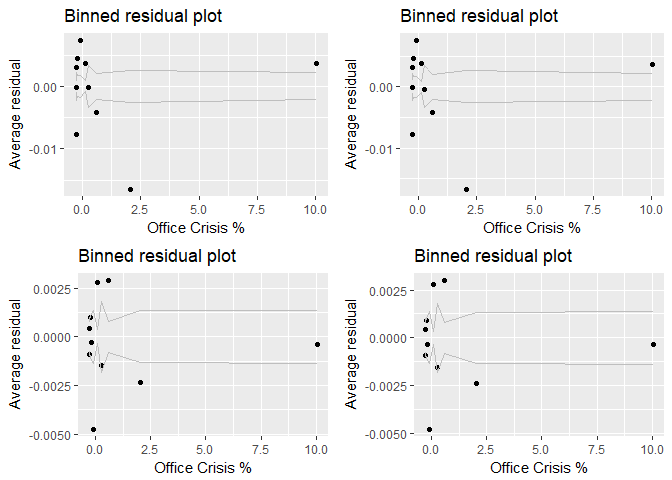 Binned residual plot
Average residual
0.00
-0.01
0.0 2.5 5.0 7.5 10.0
Office Crisis %
Binned residual plot
Average residual
0.00
-0.01
0.0 2.5 5.0 7.5 10.0
Office Crisis %
Binned residual plot
Average residual
0.0025
0.0000
-0.0025
-0.0050
0.0 2.5 5.0 7.5 10.0
Office Crisis %
Binned residual plot
Average residual
0.0025
0.0000
-0.0025
-0.0050
0.0 2.5 5.0 7.5 10.0
Office Crisis %